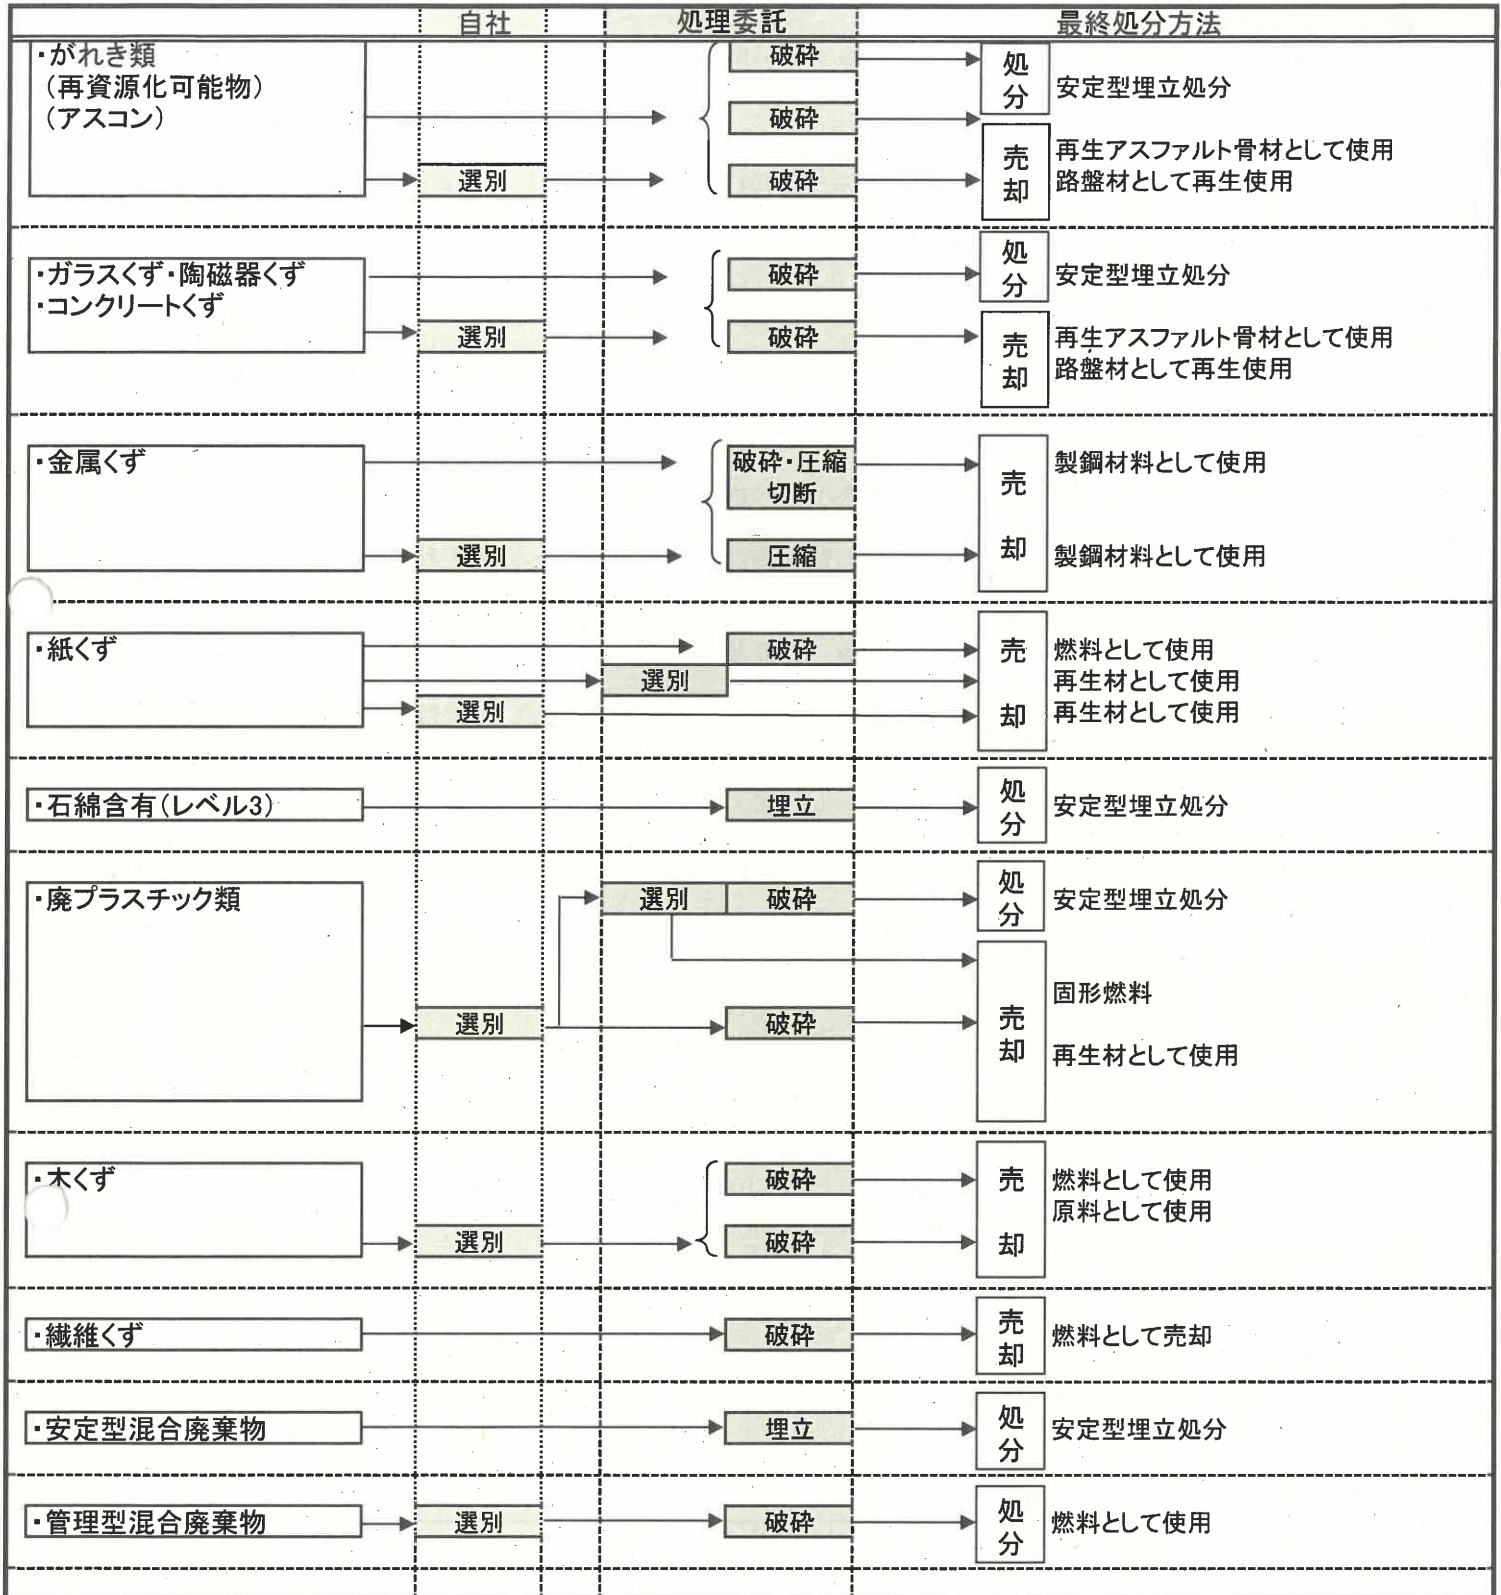 自社 処理委託 最終処分方法
・がれき類
(再資源化可能物)
(アスコン)
選別
破砕
破砕
破砕
処分
安定型埋立処分
売却
再生アスファルト骨材として使用
路盤材として再生使用
・ガラスくず・陶磁器くず
・コンクリートくず
選別
破砕
破砕
処分
安定型埋立処分
売却
再生アスファルト骨材として使用
路盤材として再生使用
・金属くず
選別
破砕・圧縮
切断
圧縮
売却
製鋼材料として使用
製鋼材料として使用
・紙くず
選別
選別
破砕
売却
燃料として使用
再生材として使用
再生材として使用
・石綿含有(レベル3)
埋立
処分
安定型埋立処分
・廃プラスチック類
選別
選別 破砕
破砕
処分
安定型埋立処分
売却
固形燃料
再生材として使用
・木くず
選別
破砕
破砕
売却
燃料として使用
原料として使用
・繊維くず
破砕
売却
燃料として売却
・安定型混合廃棄物
埋立
処分
安定型埋立処分
・管理型混合廃棄物
選別
破砕
処分
燃料として使用